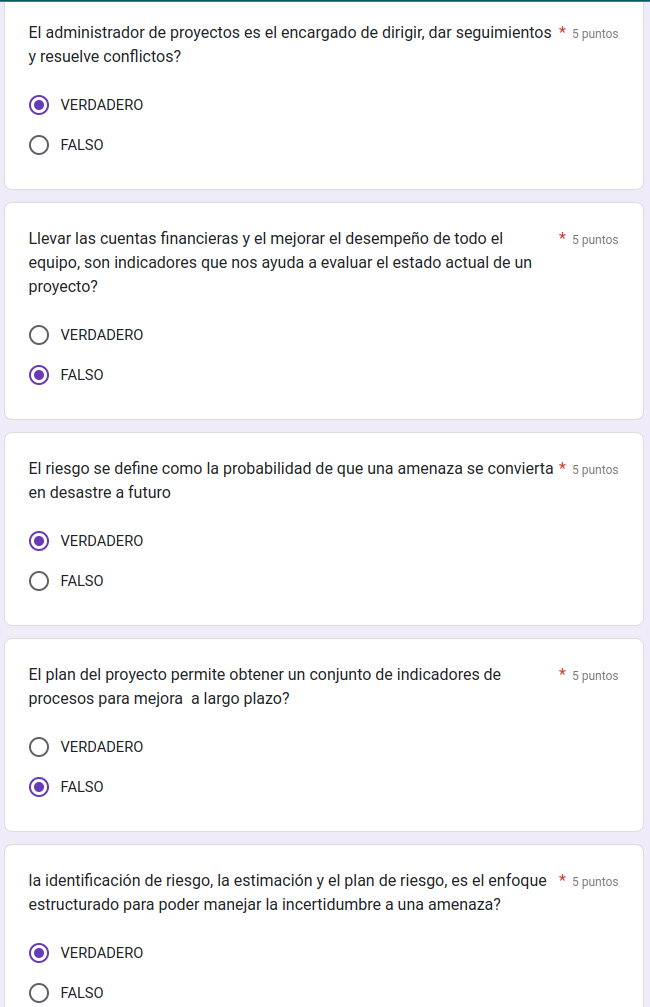 El administrador de proyectos es el encargado de dirigir, dar seguimientos * 5 puntos
y resuelve conflictos?
VERDADERO
FALSO
Llevar las cuentas financieras y el mejorar el desempeño de todo el * 5 puntos
equipo, son indicadores que nos ayuda a evaluar el estado actual de un
proyecto?
VERDADERO
FALSO
El riesgo se define como la probabilidad de que una amenaza se convierta * 5 puntos
en desastre a futuro
VERDADERO
FALSO
El plan del proyecto permite obtener un conjunto de indicadores de * 5 puntos
procesos para mejora  a largo plazo?
VERDADERO
FALSO
la identificación de riesgo, la estimación y el plan de riesgo, es el enfoque * 5 puntos
estructurado para poder manejar la incertidumbre a una amenaza?
VERDADERO
FALSO